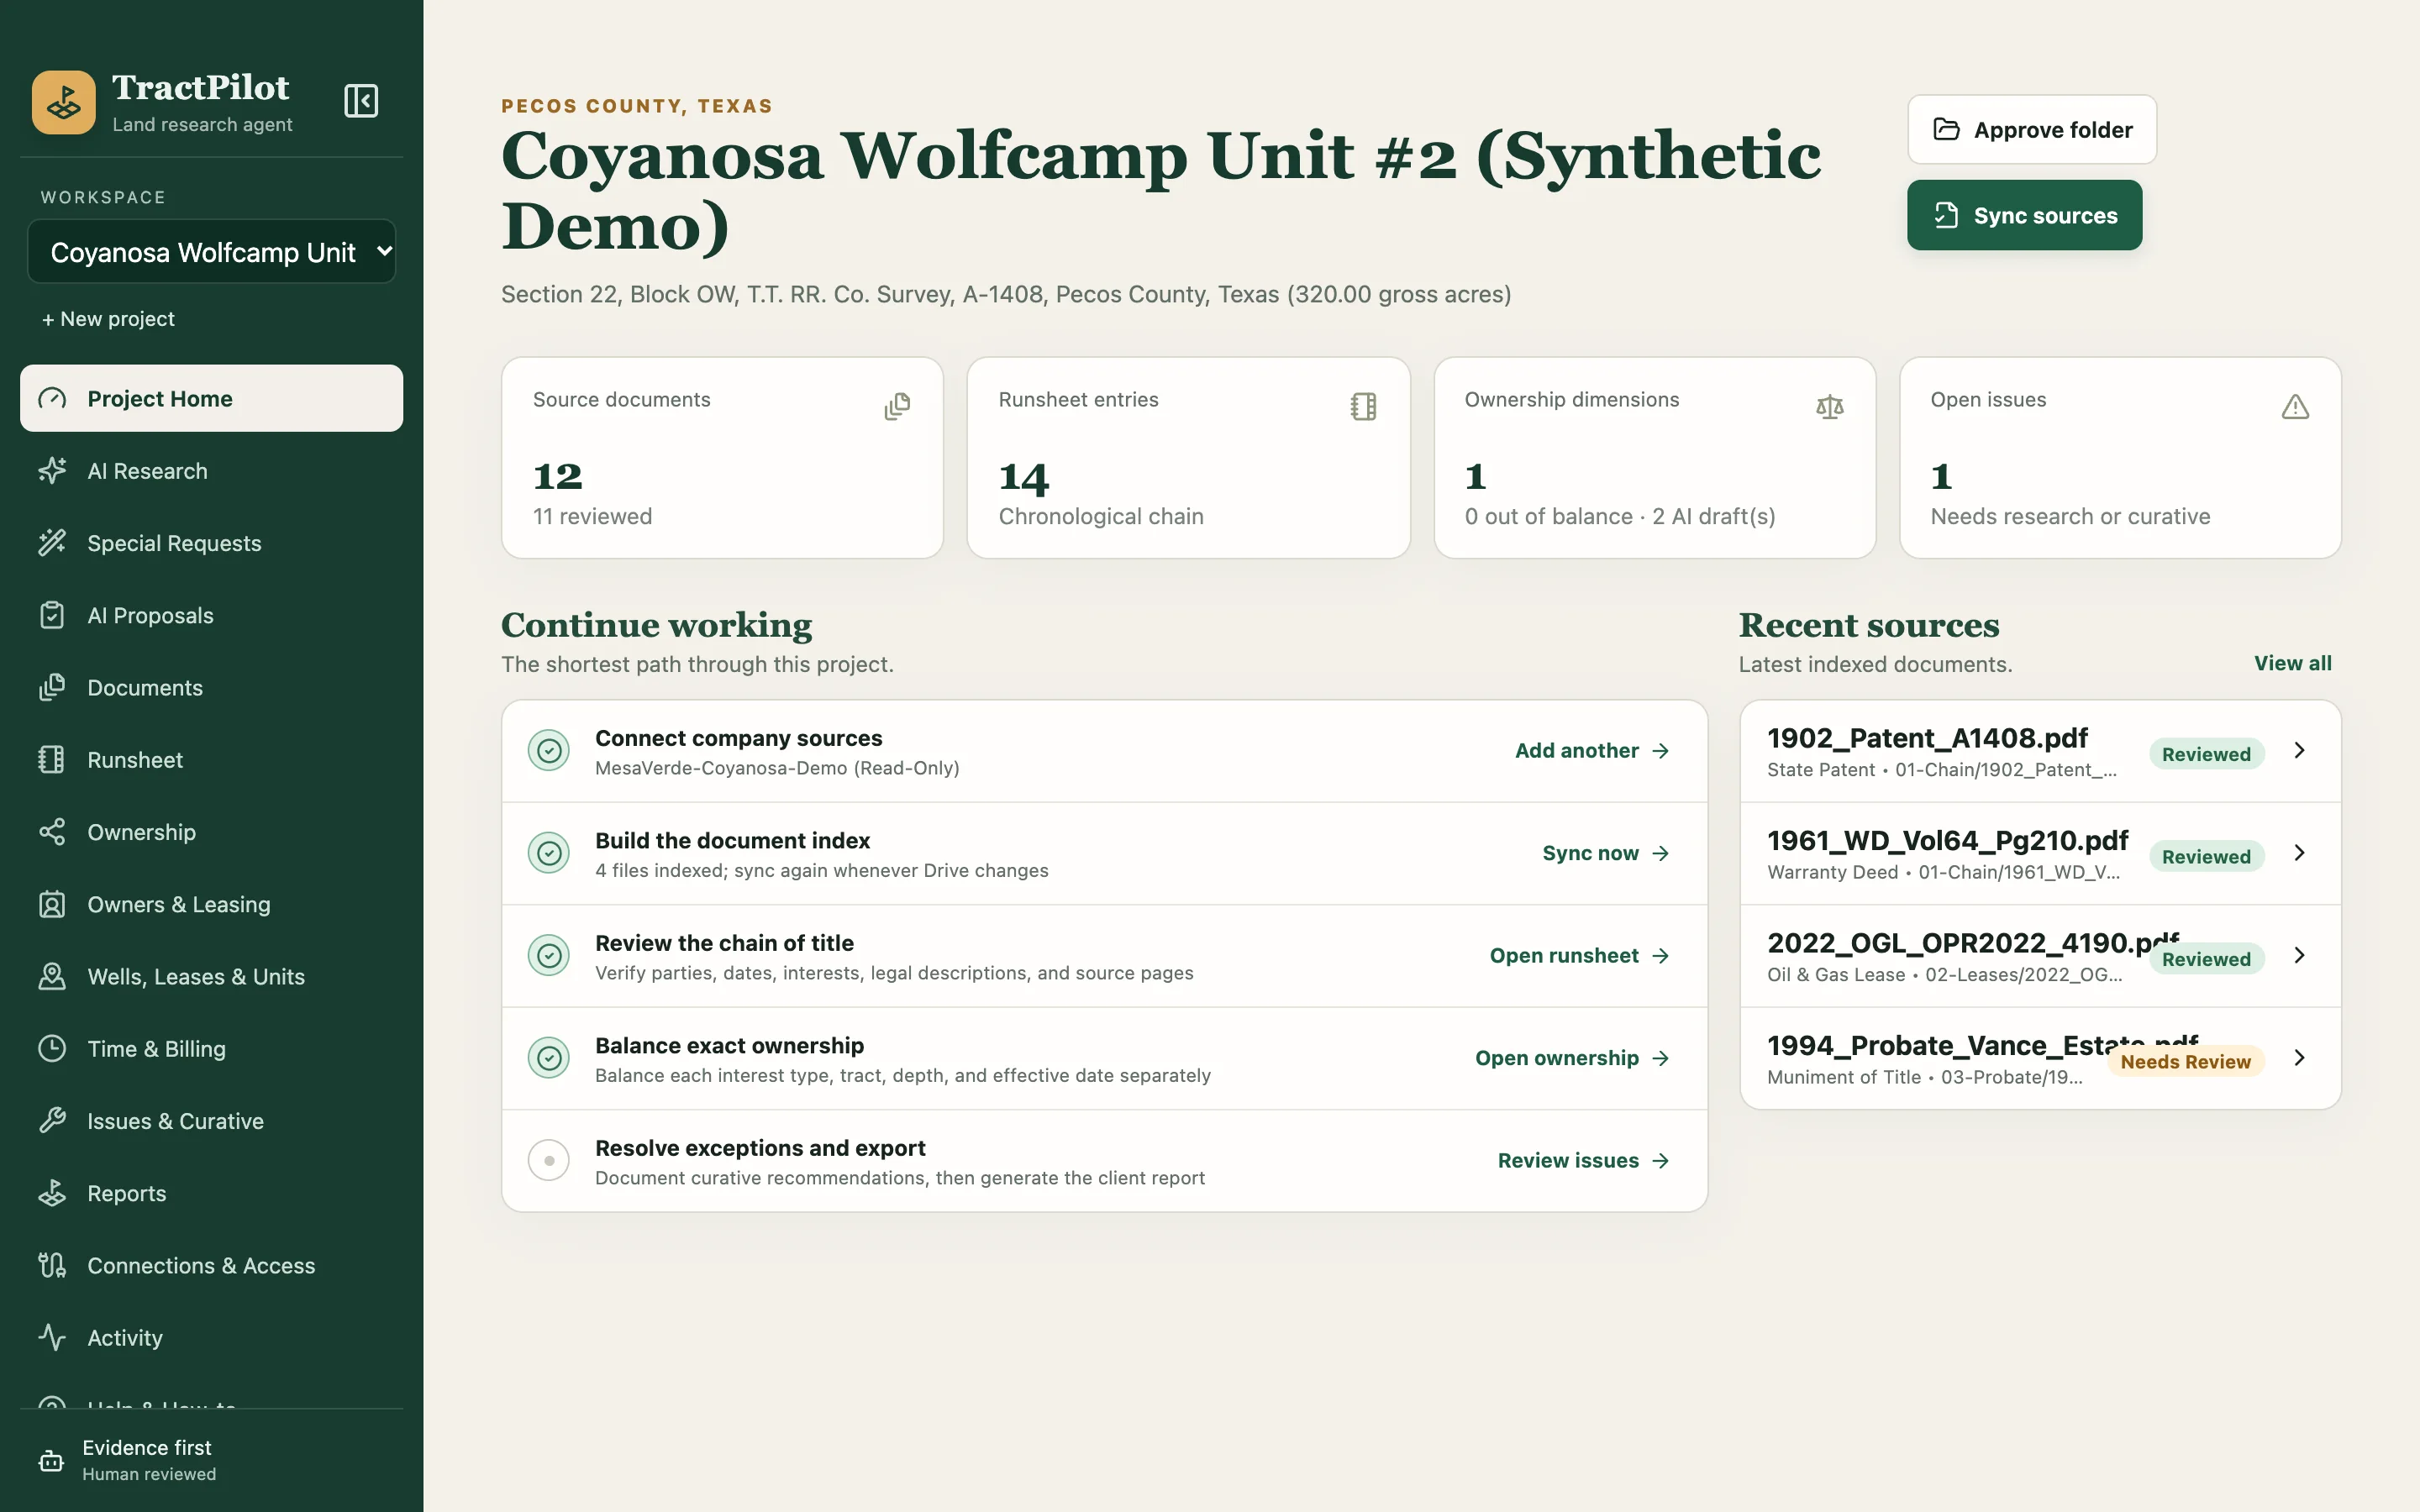 TractPilot
Land research agent
WORKSPACE
Coyanosa Wolfcamp Unit
+ New project
Project Home
AI Research
Special Requests
AI Proposals
Documents
Runsheet
Ownership
Owners & Leasing
Wells, Leases & Units
Time & Billing
Issues & Curative
Reports
Connections & Access
Activity
Help & How-to
Evidence first
Human reviewed
PECOS COUNTY, TEXAS
Coyanosa Wolfcamp Unit #2 (Synthetic
Demo)
Section 22, Block OW, T.T. RR. Co. Survey, A-1408, Pecos County, Texas (320.00 gross acres)
Approve folder
Sync sources
Source documents
12
11 reviewed
Runsheet entries
14
Chronological chain
Ownership dimensions
1
0 out of balance · 2 AI draft(s)
Open issues
1
Needs research or curative
Continue working
The shortest path through this project.
Connect company sources
MesaVerde-Coyanosa-Demo (Read-Only)
Add another →
Build the document index
4 files indexed; sync again whenever Drive changes
Sync now →
Review the chain of title
Verify parties, dates, interests, legal descriptions, and source pages
Open runsheet →
Balance exact ownership
Balance each interest type, tract, depth, and effective date separately
Open ownership →
Resolve exceptions and export
Document curative recommendations, then generate the client report
Review issues →
Recent sources
Latest indexed documents.
View all
1902_Patent_A1408.pdf
State Patent • 01-Chain/1902_Patent_...
Reviewed
1961_WD_Vol64_Pg210.pdf
Warranty Deed • 01-Chain/1961_WD_V...
Reviewed
2022_OGL_OPR2022_4190.pdf
Oil & Gas Lease • 02-Leases/2022_OG...
Reviewed
1994_Probate_Vance_Estate.pdf
Muniment of Title • 03-Probate/19...
Needs Review